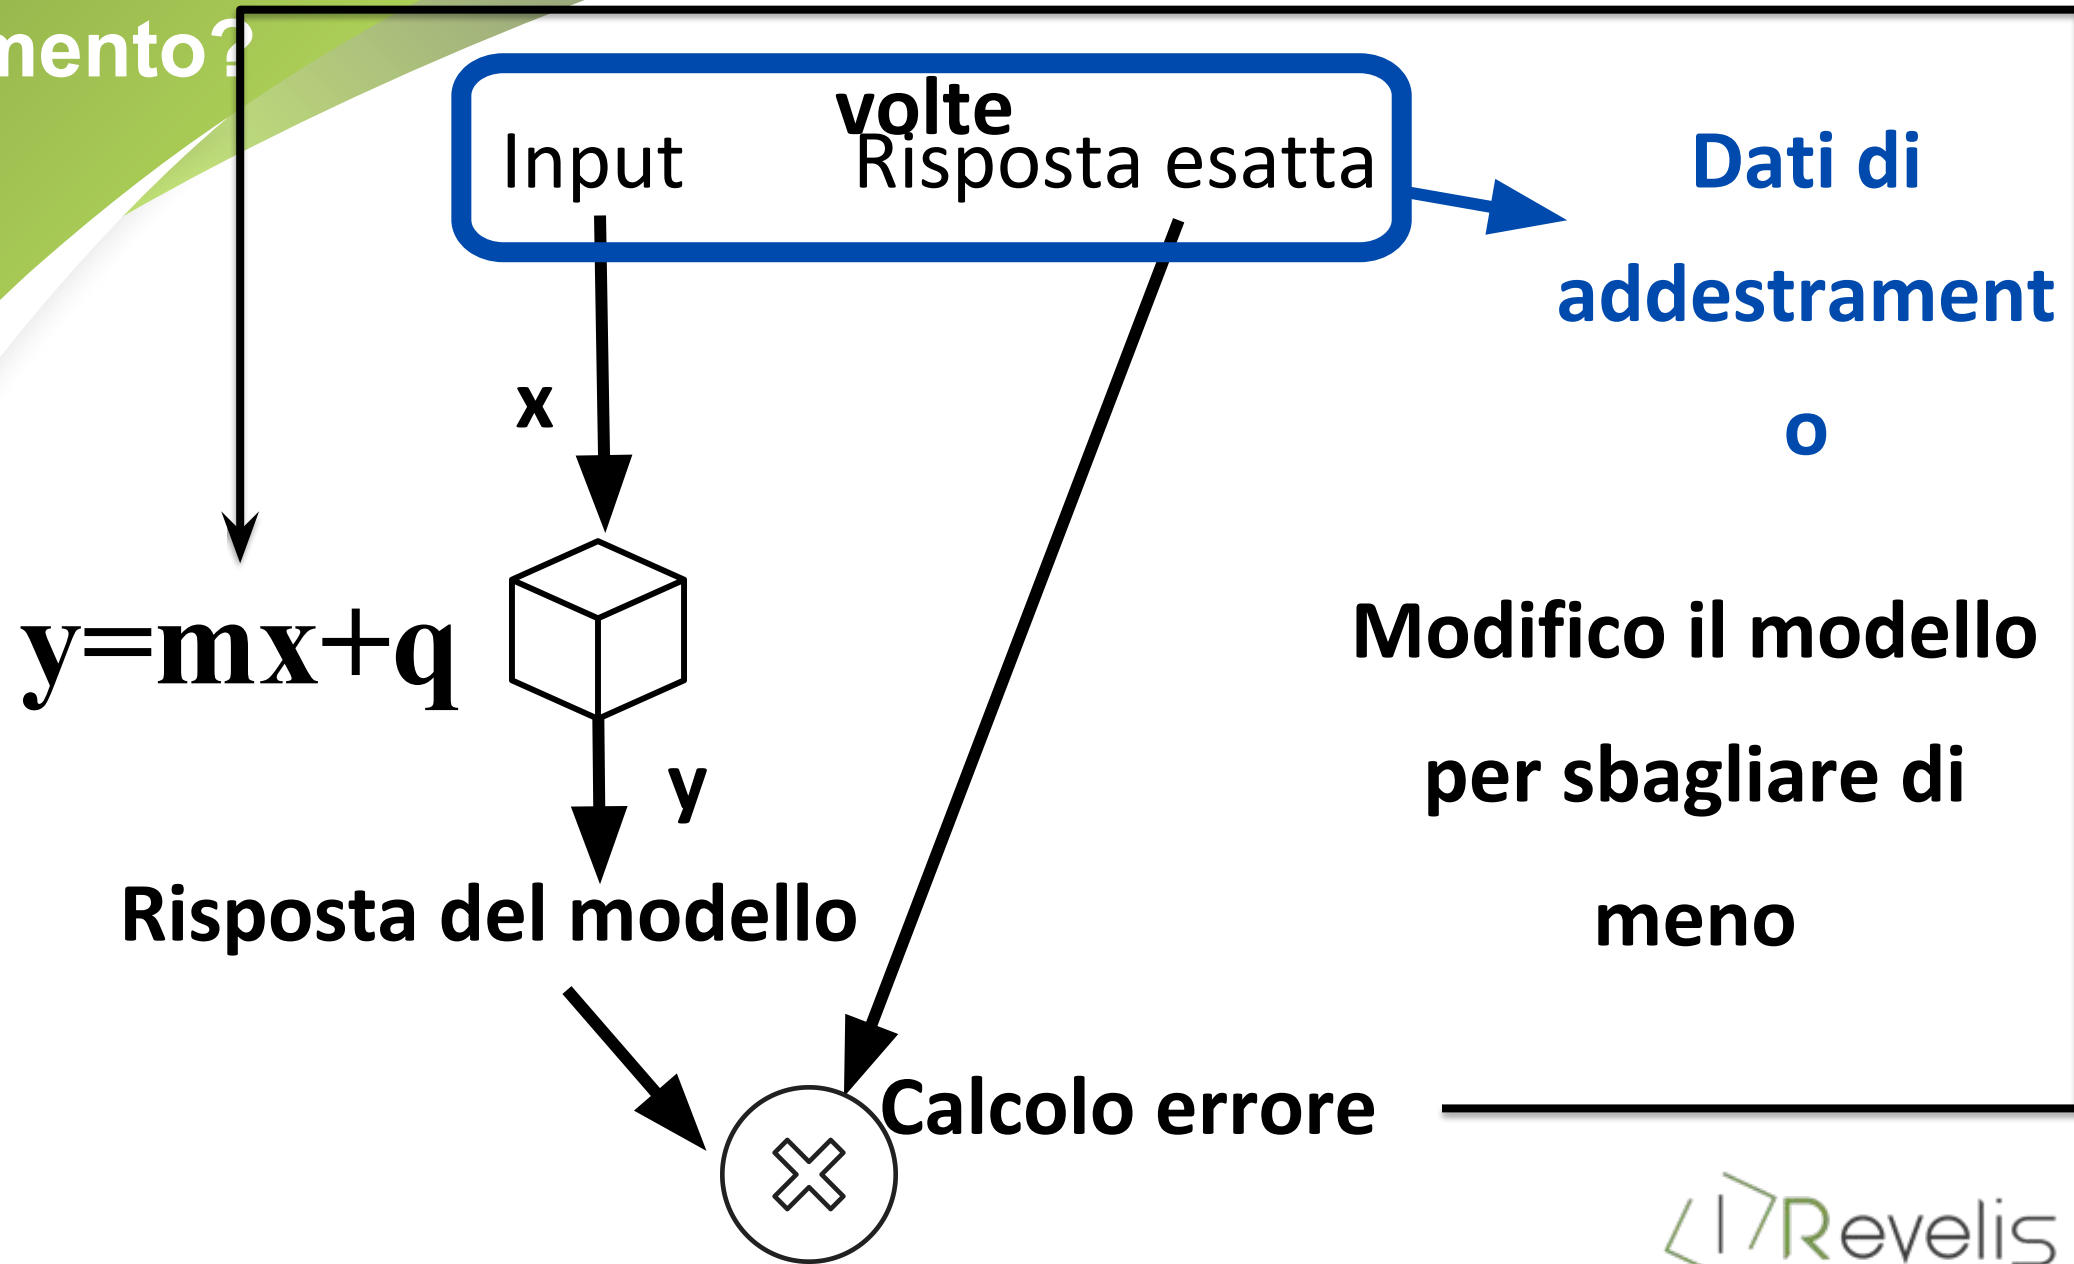 mento?
volte
Input Risposta esatta
Dati di
addestrament
o
x
y=mx+q
Modifico il modello
per sbagliare di
meno
y
Risposta del modello
Calcolo errore
Revelis